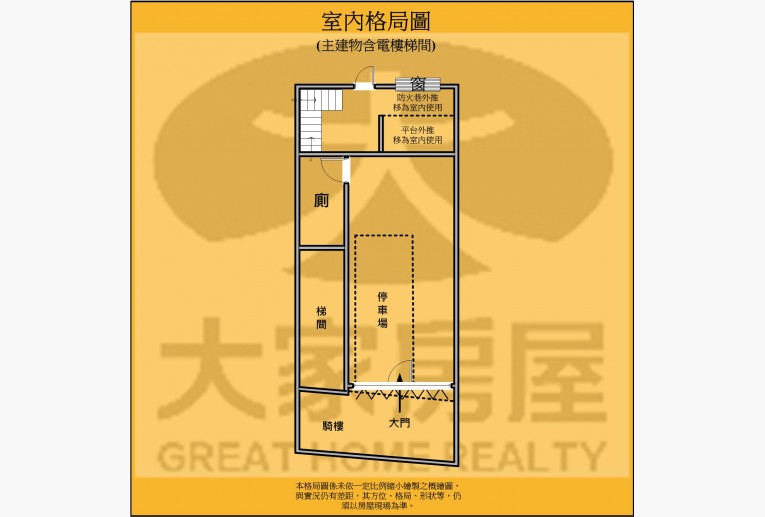 室內格局圖
(主建物含電樓梯間)
窗
防火巷外推
移為室內使用
平台外推
移為室內使用
廁
梯間
停車場
大家房屋
騎樓
大門
GREAT HOME REALTY
本格局圖係未依一定比例縮小繪製之概繪圖，
與實況仍有差距，其方位、格局、形狀等，仍
須以房屋現場為準。